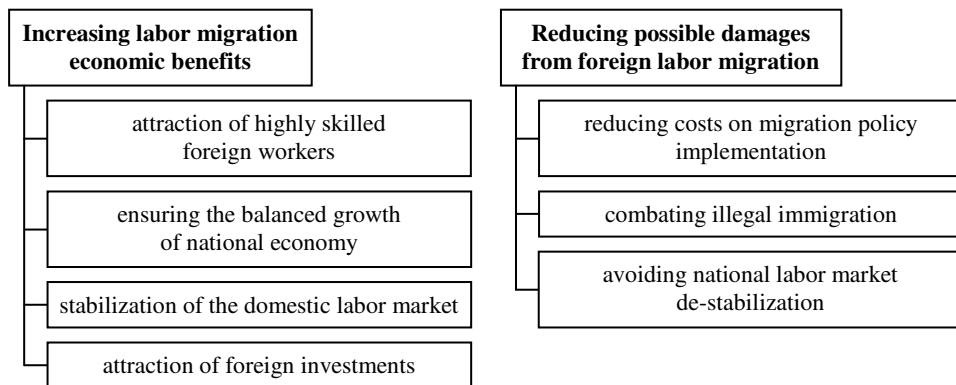 Increasing labor migration
economic benefits
attraction of highly skilled
foreign workers
ensuring the balanced growth
of national economy
stabilization of the domestic labor market
attraction of foreign investments
Reducing possible damages
from foreign labor migration
reducing costs on migration policy
implementation
combating illegal immigration
avoiding national labor market
de-stabilization